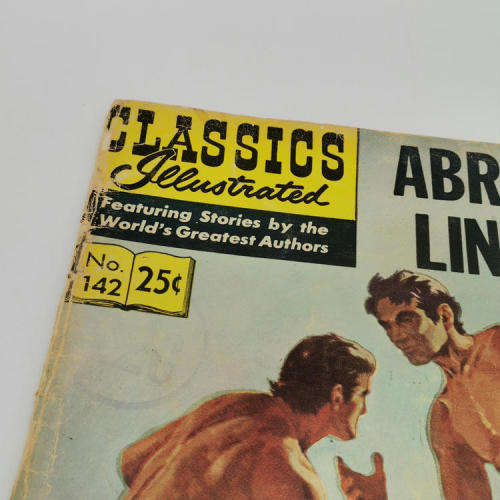 CLASSICS
Illustrated
Featuring Stories by the
World's Greatest Authors
No.
142
25¢
ABR
LIN